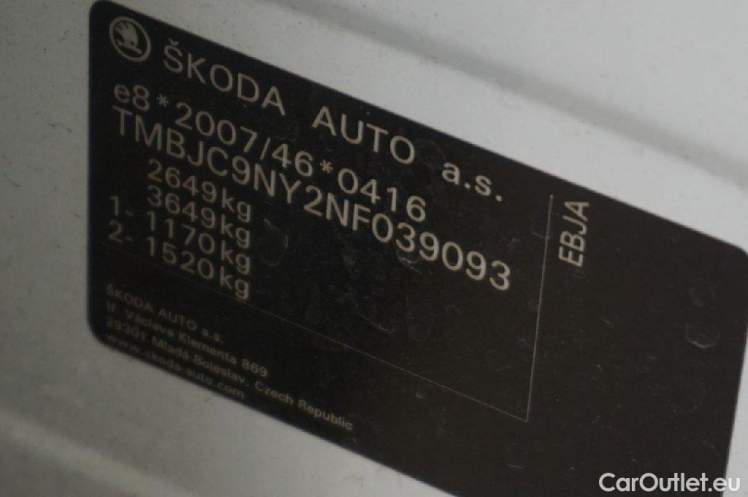 ŠKODA AUTO a.s.
e8*2007/46*0416
TMBJC9NY2NF039093
2649kg
3649kg
1- 1170kg
2- 1520kg
EBJA
ŠKODA AUTO a.s.
tř. Václava Klementa 869
29301 Mladá Boleslav, Czech Republic
www.skoda-auto.com
CarOutlet.eu